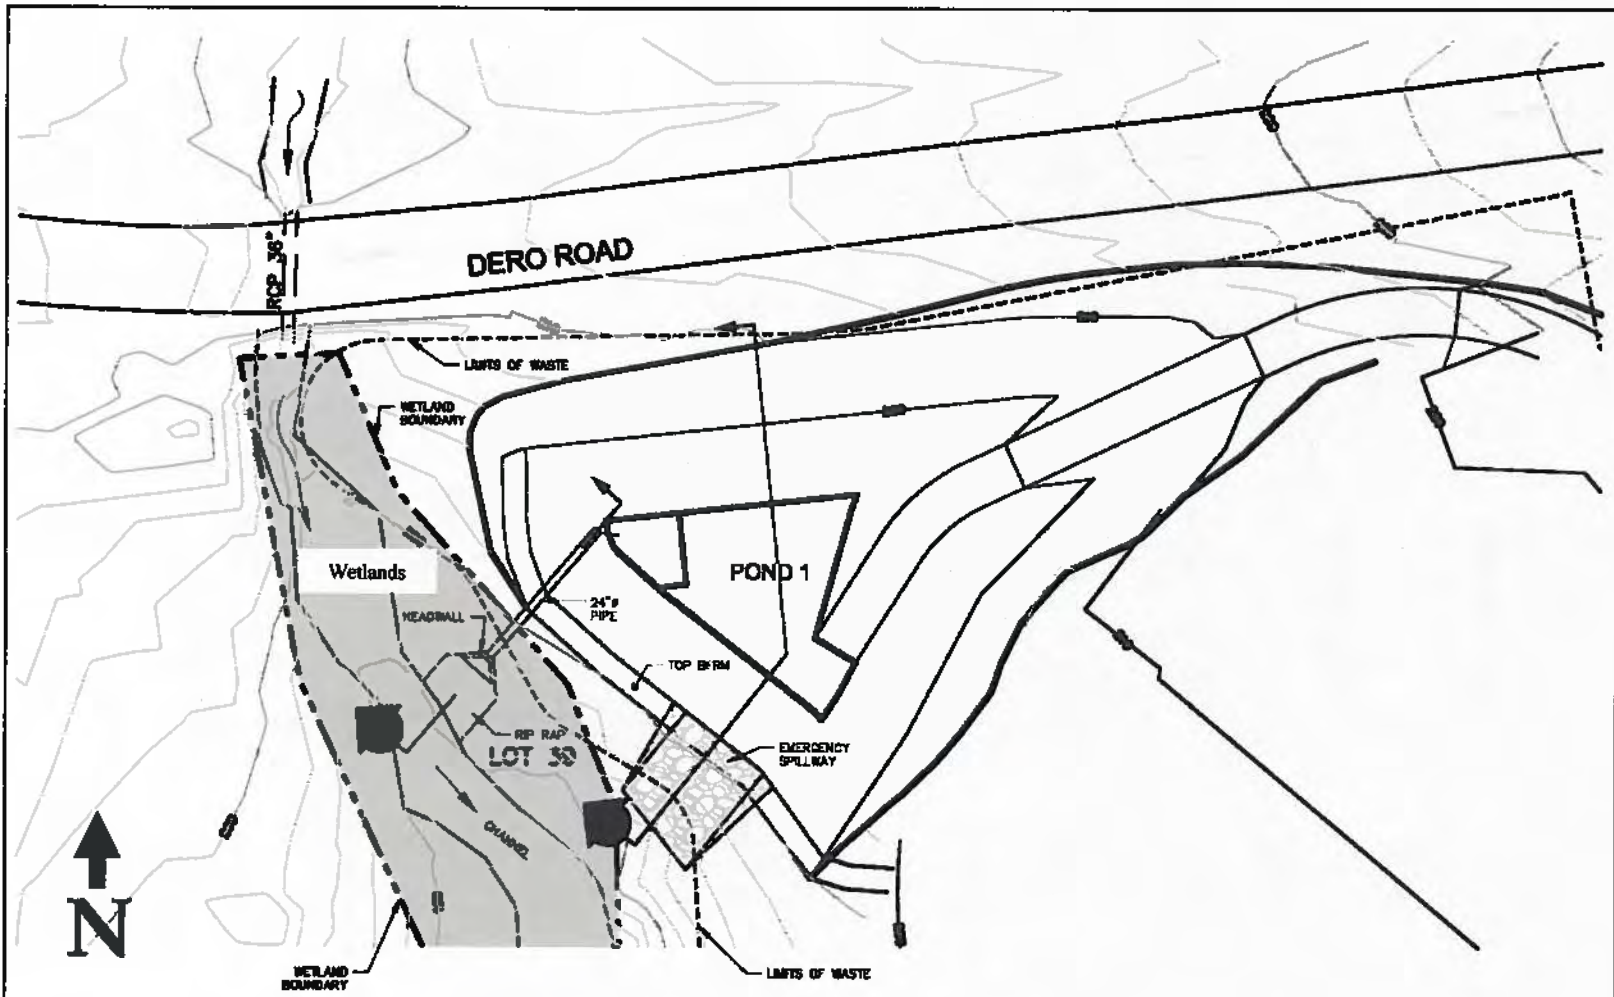 RCP 36"
DERO ROAD
LIMITS OF WASTE
WETLAND
BOUNDARY
Wetlands
POND 1
24"ø
PIPE
HEADWALL
TOP BERM
RIP RAP
LOT 39
EMERGENCY
SPILLWAY
CHANNEL
N
WETLAND
BOUNDARY
LIMITS OF WASTE